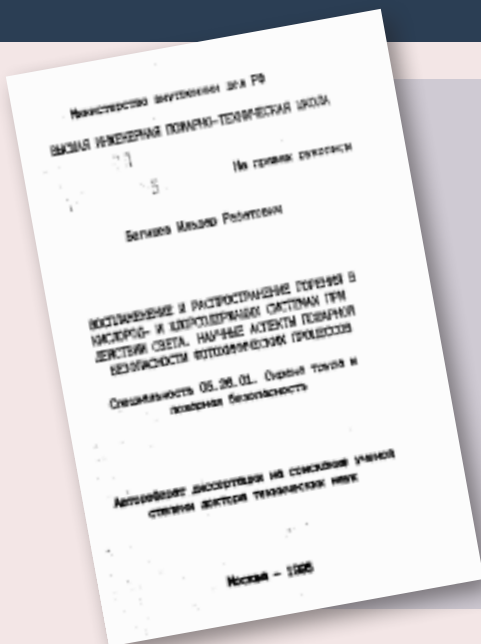 Министерство внутренних дел РФ
ВЫСШАЯ ИНЖЕНЕРНАЯ ПОЖАРНО-ТЕХНИЧЕСКАЯ ШКОЛА
На правах рукописи
Бегишев Ильдар Рафатович
ВОСПЛАМЕНЕНИЕ И РАСПРОСТРАНЕНИЕ ГОРЕНИЯ В
КИСЛОРОД- И ХЛОРСОДЕРЖАЩИХ СИСТЕМАХ ПРИ
ДЕЙСТВИИ СВЕТА. НАУЧНЫЕ АСПЕКТЫ ПОЖАРНОЙ
БЕЗОПАСНОСТИ ФОТОХИМИЧЕСКИХ ПРОЦЕССОВ
Специальность 05.26.01. Охрана труда и
пожарная безопасность
Автореферат диссертации на соискание ученой
степени доктора технических наук
Москва -